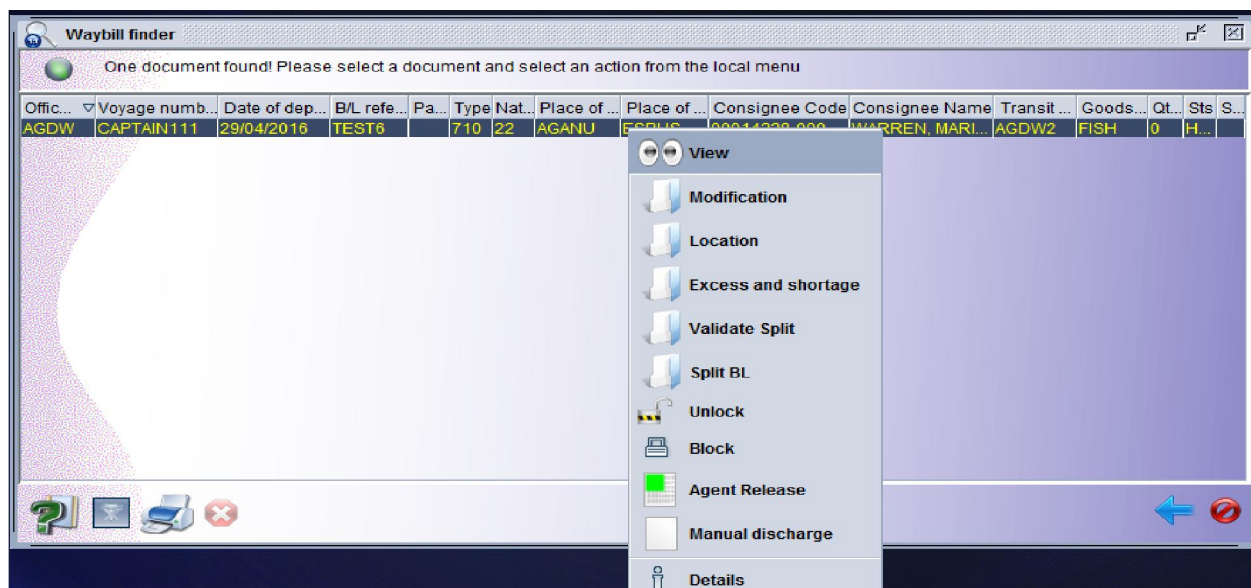 Waybill finder
One document found! Please select a document and select an action from the local menu
Offic... Voyage numb... Date of dep... B/L refe... Pa... Type Nat... Place of ... Place of ... Consignee Code Consignee Name Transit ... Goods... Qt... Sts S...
AGDW CAPTAIN111 29/04/2016 TEST6 710 22 AGANU WARREN, MARI... AGDW2 FISH 0 H...
View
Modification
Location
Excess and shortage
Validate Split
Split BL
Unlock
Block
Agent Release
Manual discharge
Details